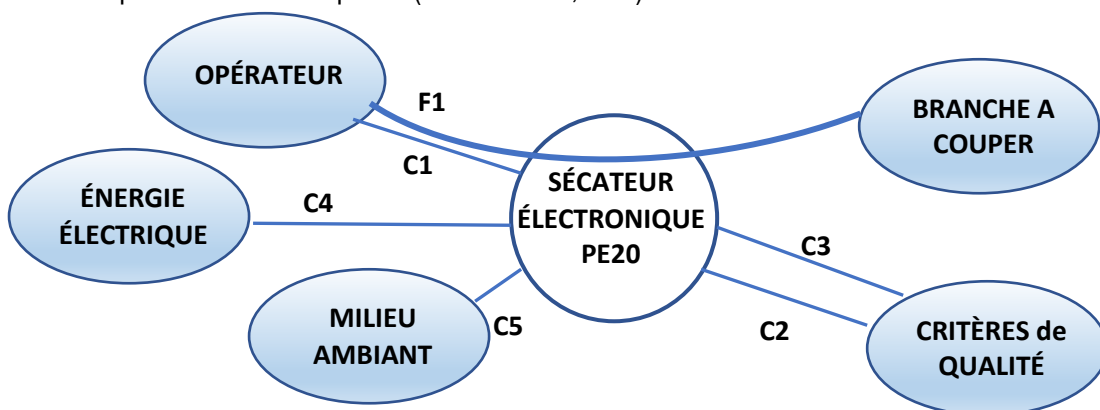 OPÉRATEUR
F1
C1
BRANCHE A
COUPER
ÉNERGIE
ÉLECTRIQUE
C4
SÉCATEUR
ÉLECTRONIQUE
PE20
C3
MILIEU
AMBIANT
C5
C2
CRITÈRES de
QUALITÉ